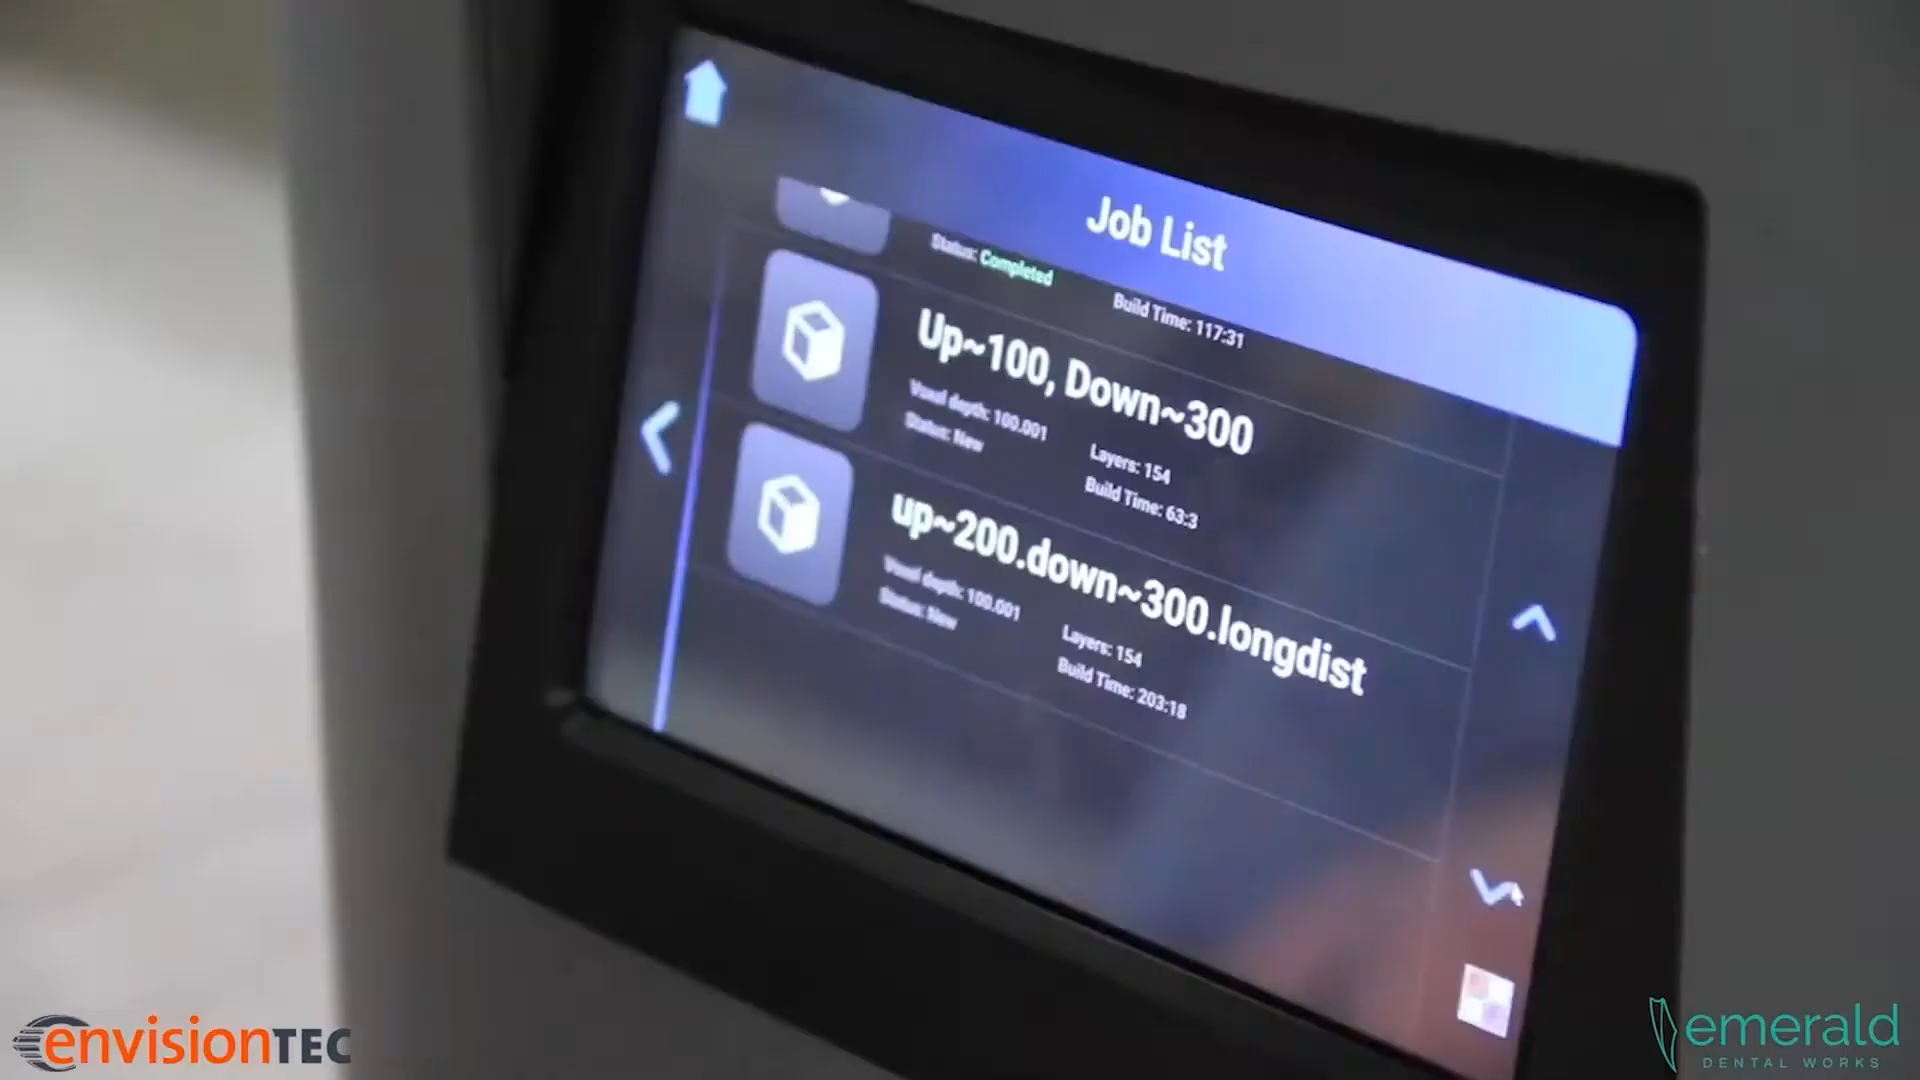 Job List
Status: Completed
Build Time: 117:31
Up~100, Down~300
Voxel depth: 100.001
Status: New
Layers: 154
Build Time: 63:3
up~200.down~300.longdist
Voxel depth: 100.001
Status: New
Layers: 154
Build Time: 203:18
envisionTEC
emerald
DENTAL WORKS